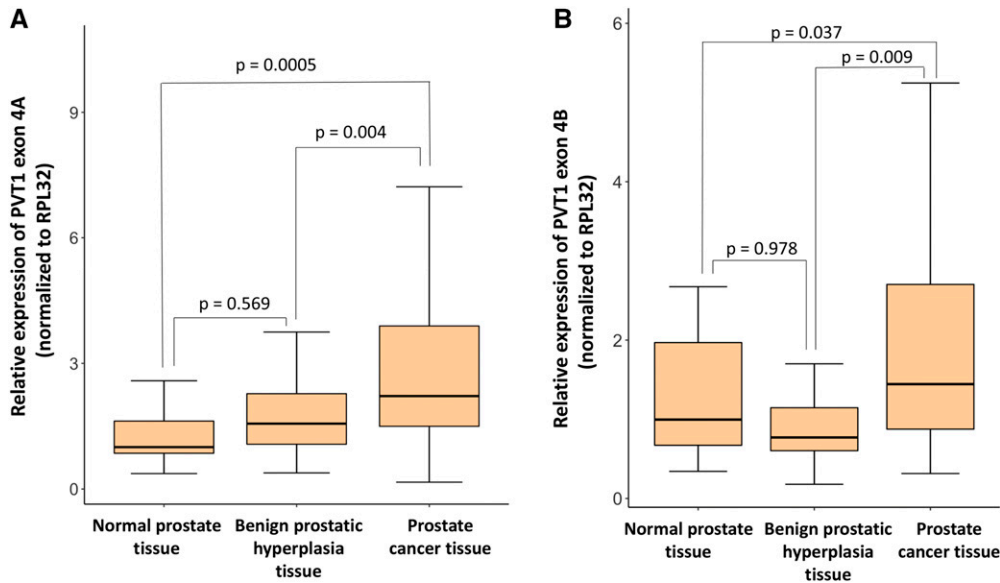 A
Relative expression of PVT1 exon 4A
(normalized to RPL32)
9
6
3
0
p = 0.0005
p = 0.004
p = 0.569
Normal prostate
tissue
Benign prostatic
hyperplasia
tissue
Prostate
cancer tissue
B
Relative expression of PVT1 exon 4B
(normalized to RPL32)
6
4
2
0
p = 0.037
p = 0.009
p = 0.978
Normal prostate
tissue
Benign prostatic
hyperplasia
tissue
Prostate
cancer tissue